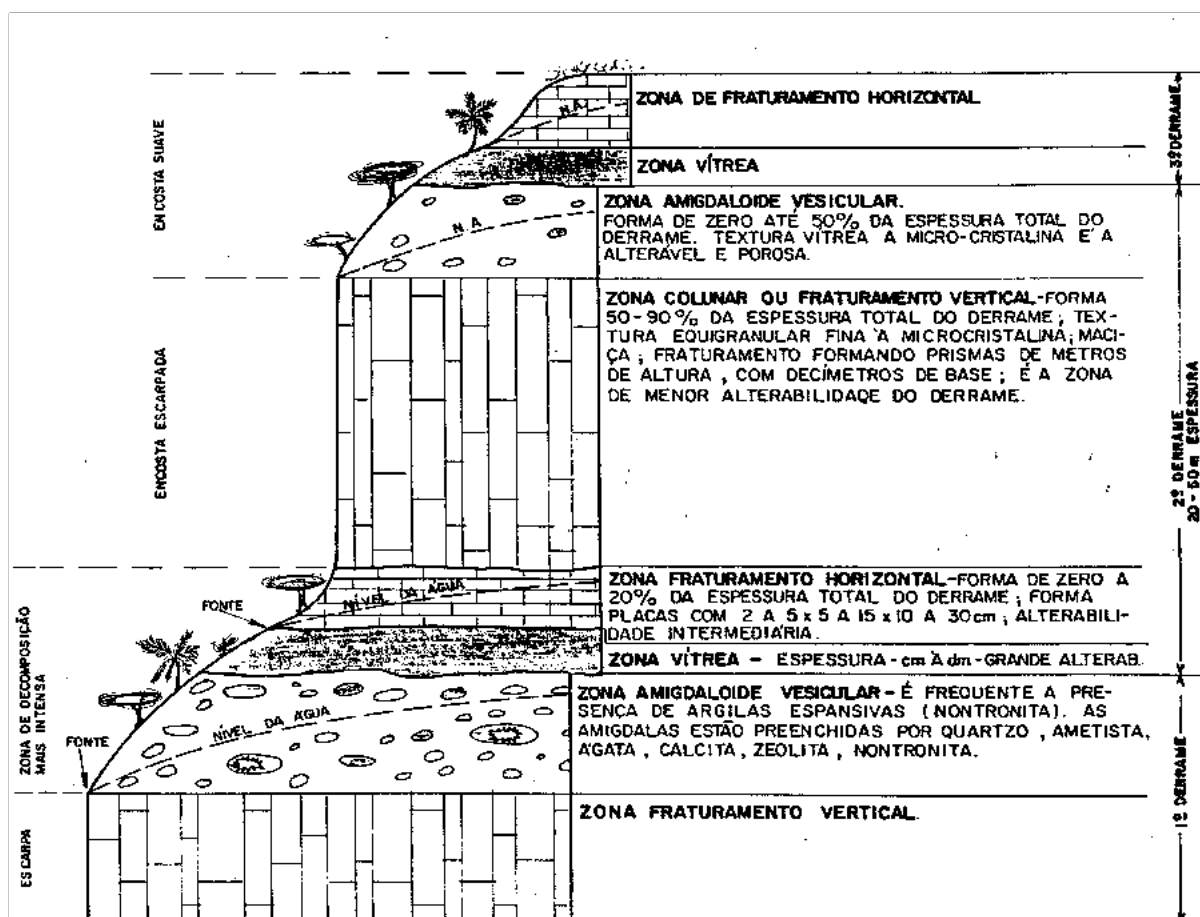 ZONA DE FRATURAMENTO HORIZONTAL
N.A.
ZONA VÍTREA
3º DERRAME
ENCOSTA SUAVE
ZONA AMIGDALOIDE VESICULAR.
FORMA DE ZERO ATÉ 50% DA ESPESSURA TOTAL DO
DERRAME. TEXTURA VÍTREA A MICRO-CRISTALINA E A
ALTERÁVEL E POROSA.
N.A
ZONA COLUNAR OU FRATURAMENTO VERTICAL-FORMA
50-90% DA ESPESSURA TOTAL DO DERRAME; TEX-
TURA EQUIGRANULAR FINA À MICROCRISTALINA; MACI-
ÇA; FRATURAMENTO FORMANDO PRISMAS DE METROS
DE ALTURA, COM DECÍMETROS DE BASE; É A ZONA
DE MENOR ALTERABILIDADE DO DERRAME.
ENCOSTA ESCARPADA
2º DERRAME
20-50m ESPESSURA
ZONA FRATURAMENTO HORIZONTAL-FORMA DE ZERO A
20% DA ESPESSURA TOTAL DO DERRAME; FORMA
PLACAS COM 2 A 5 x 5 A 15 x 10 A 30cm; ALTERABILI-
DADE INTERMEDIÁRIA.
NÍVEL DA ÁGUA
FONTE
ZONA VÍTREA - ESPESSURA - cm À dm - GRANDE ALTERAB.
ZONA DE DECOMPOSIÇÃO
MAIS INTENSA
ZONA AMIGDALOIDE VESICULAR - É FREQUENTE A PRE-
SENÇA DE ARGILAS EXPANSIVAS (NONTRONITA). AS
AMIGDALAS ESTÃO PREENCHIDAS POR QUARTZO, AMETISTA,
ÁGATA, CALCITA, ZEOLITA, NONTRONITA.
NÍVEL DA ÁGUA
FONTE
ZONA FRATURAMENTO VERTICAL.
1º DERRAME
ESCARPA